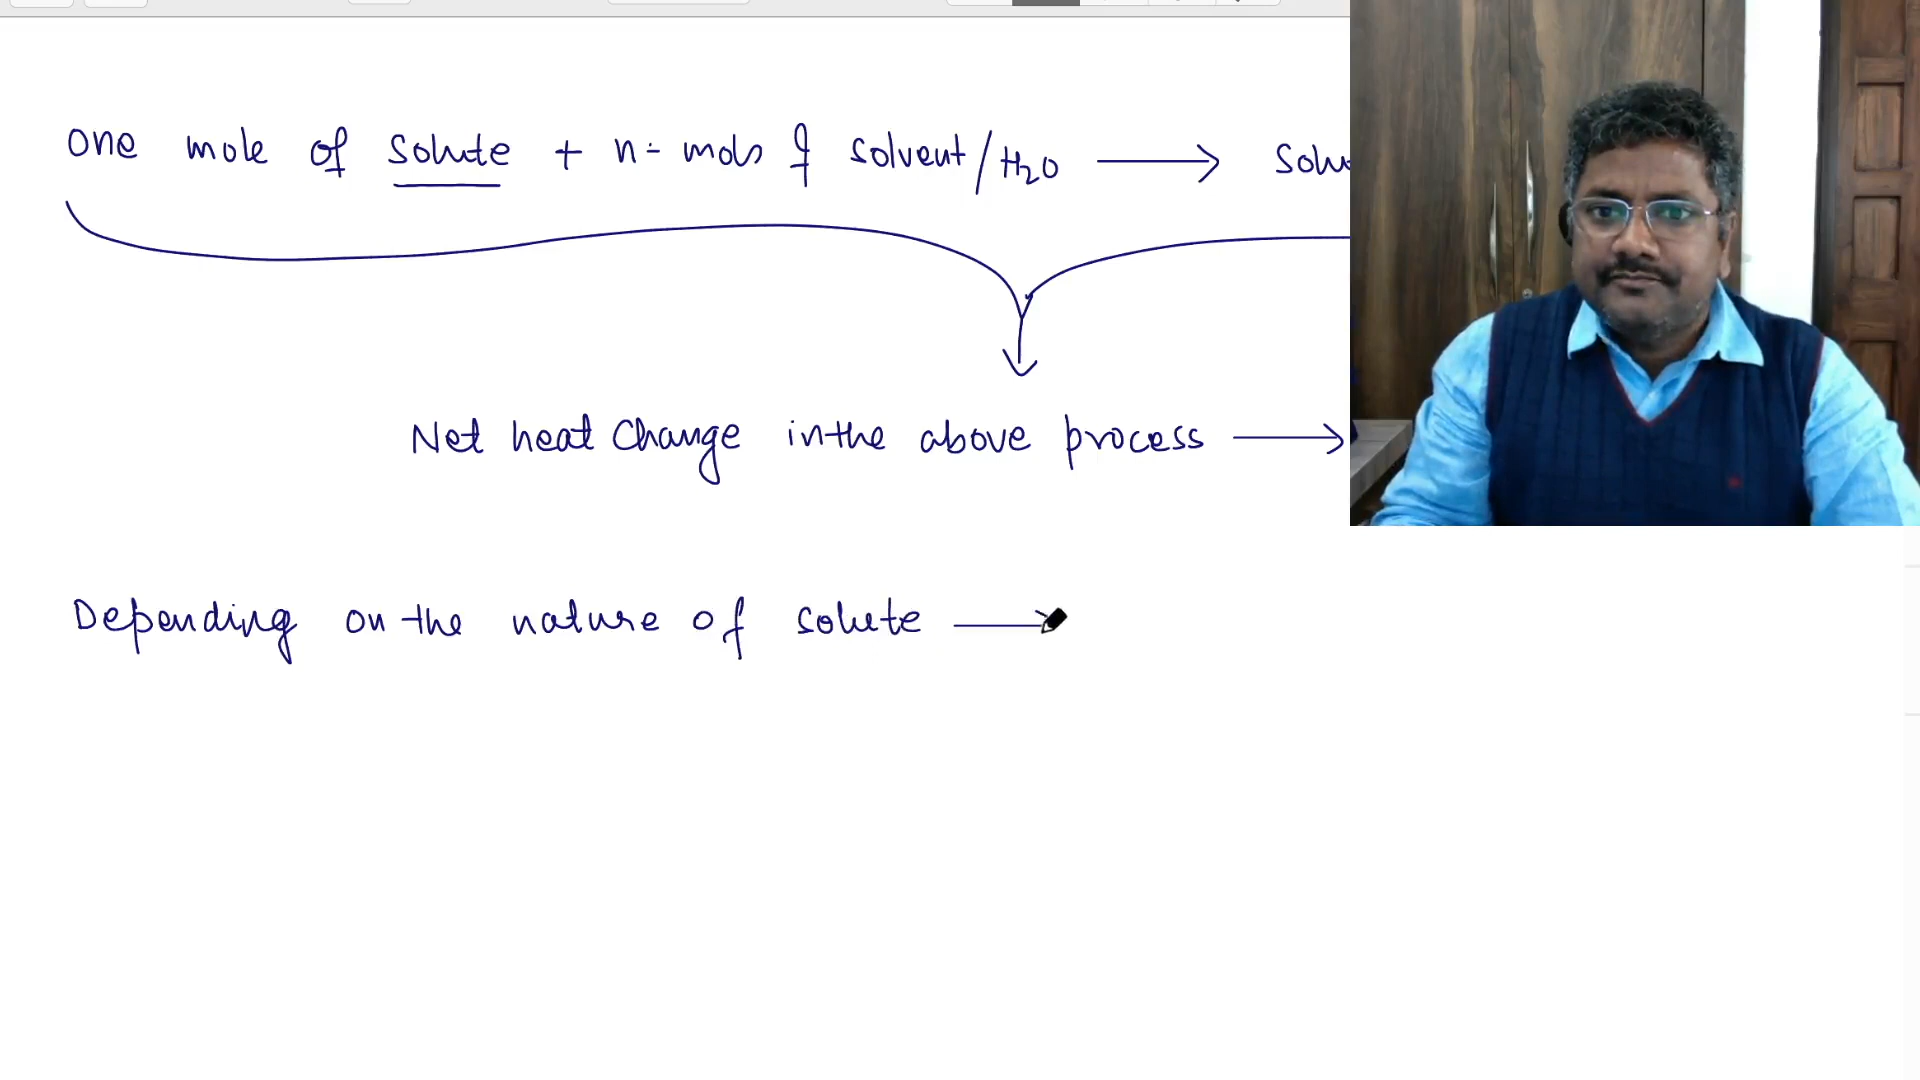 one mole of solute + n- mols of solvent/H2O ⟶ Solu
Net heat change in the above process ⟶
Depending on the nature of solute ⟶